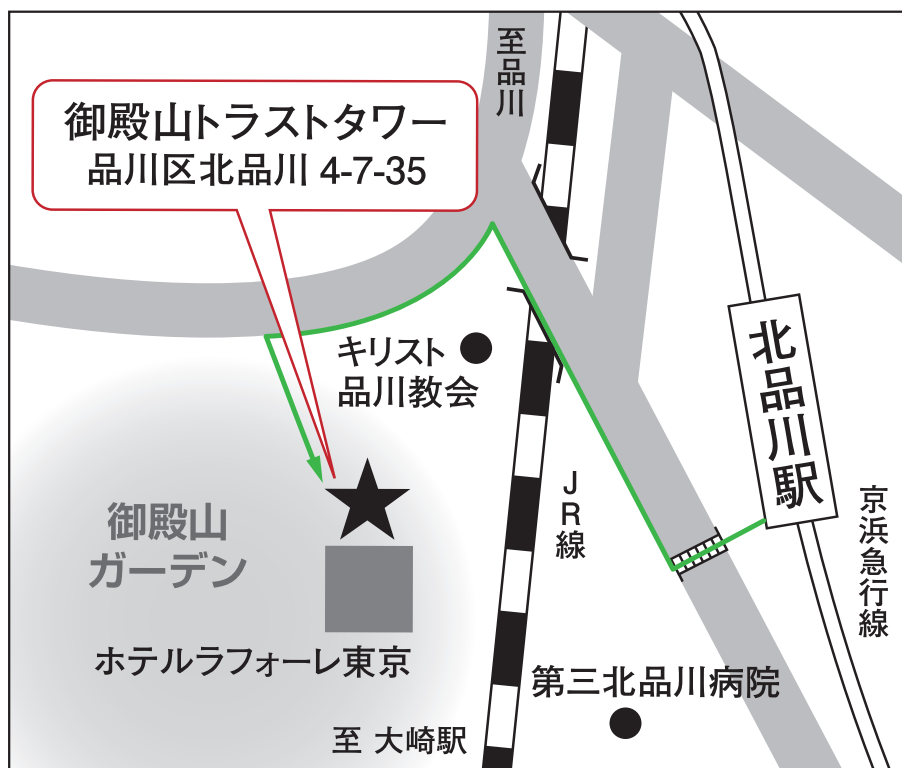 至品川
御殿山トラストタワー
品川区北品川 4-7-35
キリスト
品川教会
北品川駅
JR線
京浜急行線
御殿山
ガーデン
ホテルラフォーレ東京
第三北品川病院
至 大崎駅